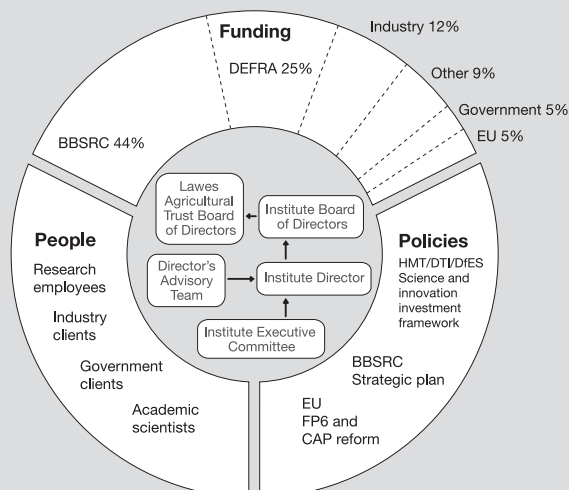 Funding
Industry 12%
DEFRA 25%
Other 9%
Government 5%
EU 5%
BBSRC 44%
Lawes
Agricultural
Trust Board
of Directors
Institute Board
of Directors
Director's
Advisory
Team
Institute Director
Institute Executive
Committee
People
Research
employees
Industry
clients
Government
clients
Academic
scientists
Policies
HMT/DTI/DfES
Science and
innovation
investment
framework
BBSRC
Strategic plan
EU
FP6 and
CAP reform